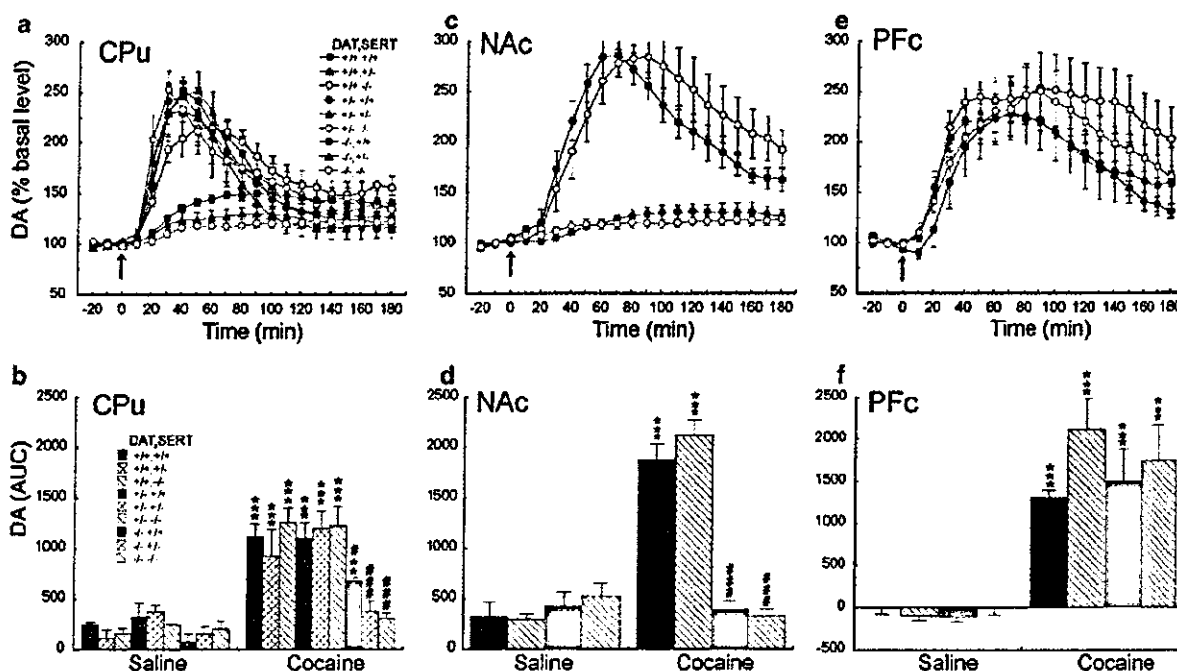 a
CPu
DAT,SERT
+/+ +/+
+/+ +/-
+/+ -/-
+/- +/+
+/- -/-
-/-, +/+
-/- -/-
DA (% basal level)
300
250
200
150
100
50
-20 0 20 40 60 80 100 120 140 160 180
Time (min)
c
NAc
300
250
200
150
100
50
-20 0 20 40 60 80 100 120 140 160 180
Time (min)
e
PFc
300
250
200
150
100
50
-20 0 20 40 60 80 100 120 140 160 180
Time (min)
b
CPu
DAT,SERT
+/+ +/+
+/+ +/-
+/+ -/-
+/- +/+
+/- +/-
+/- -/-
-/- +/+
-/- +/-
-/- -/-
DA (AUC)
2500
2000
1500
1000
500
0
Saline Cocaine
d
NAc
2500
2000
1500
1000
500
0
Saline Cocaine
f
PFc
2500
2000
1500
1000
500
0
-500
Saline Cocaine